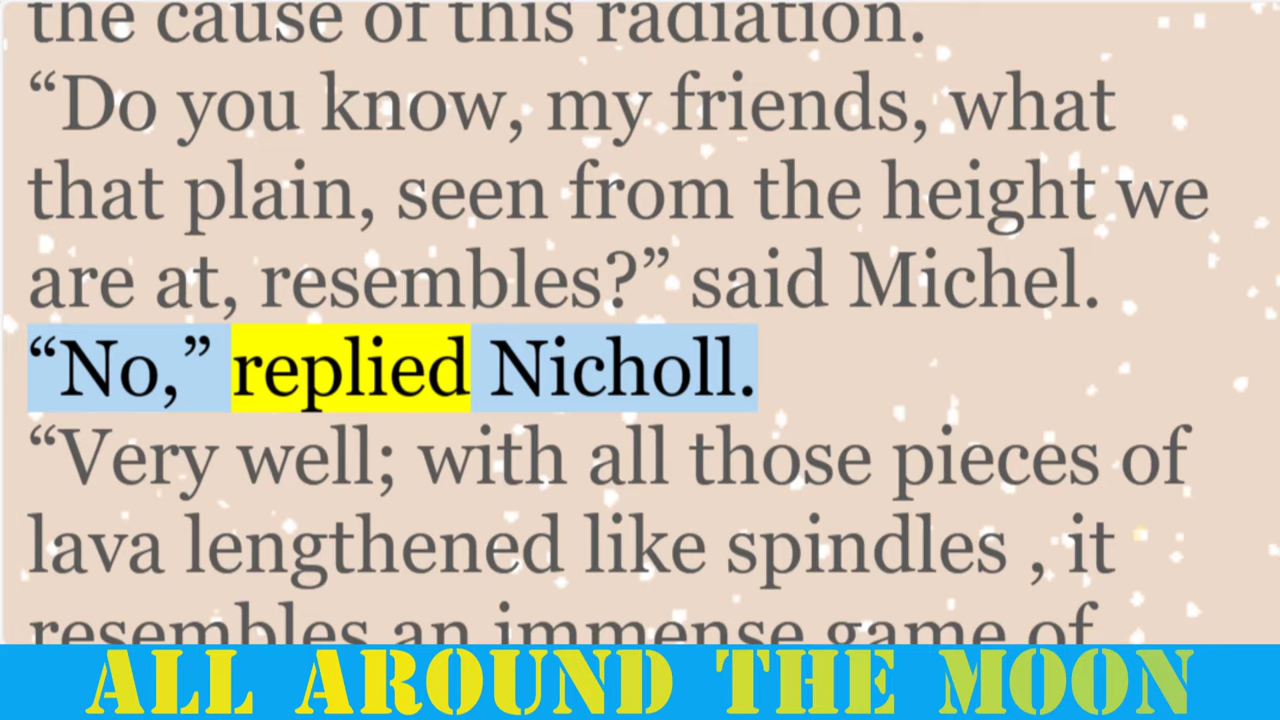 the cause of this radiation.
“Do you know, my friends, what
that plain, seen from the height we
are at, resembles?” said Michel.
“No,” replied Nicholl.
“Very well; with all those pieces of
lava lengthened like spindles , it
resembles an immense game of
ALL AROUND THE MOON